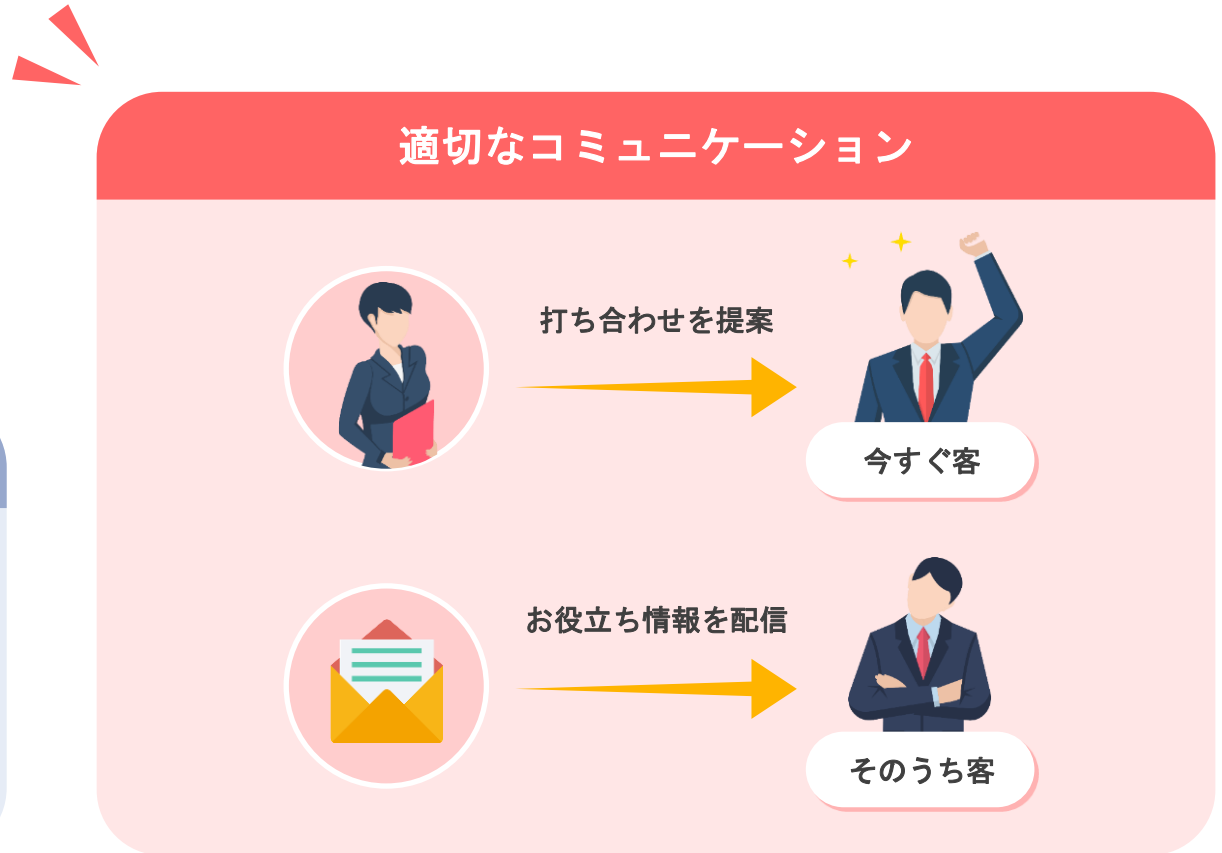 適切なコミュニケーション
打ち合わせを提案
今すぐ客
お役立ち情報を配信
そのうち客